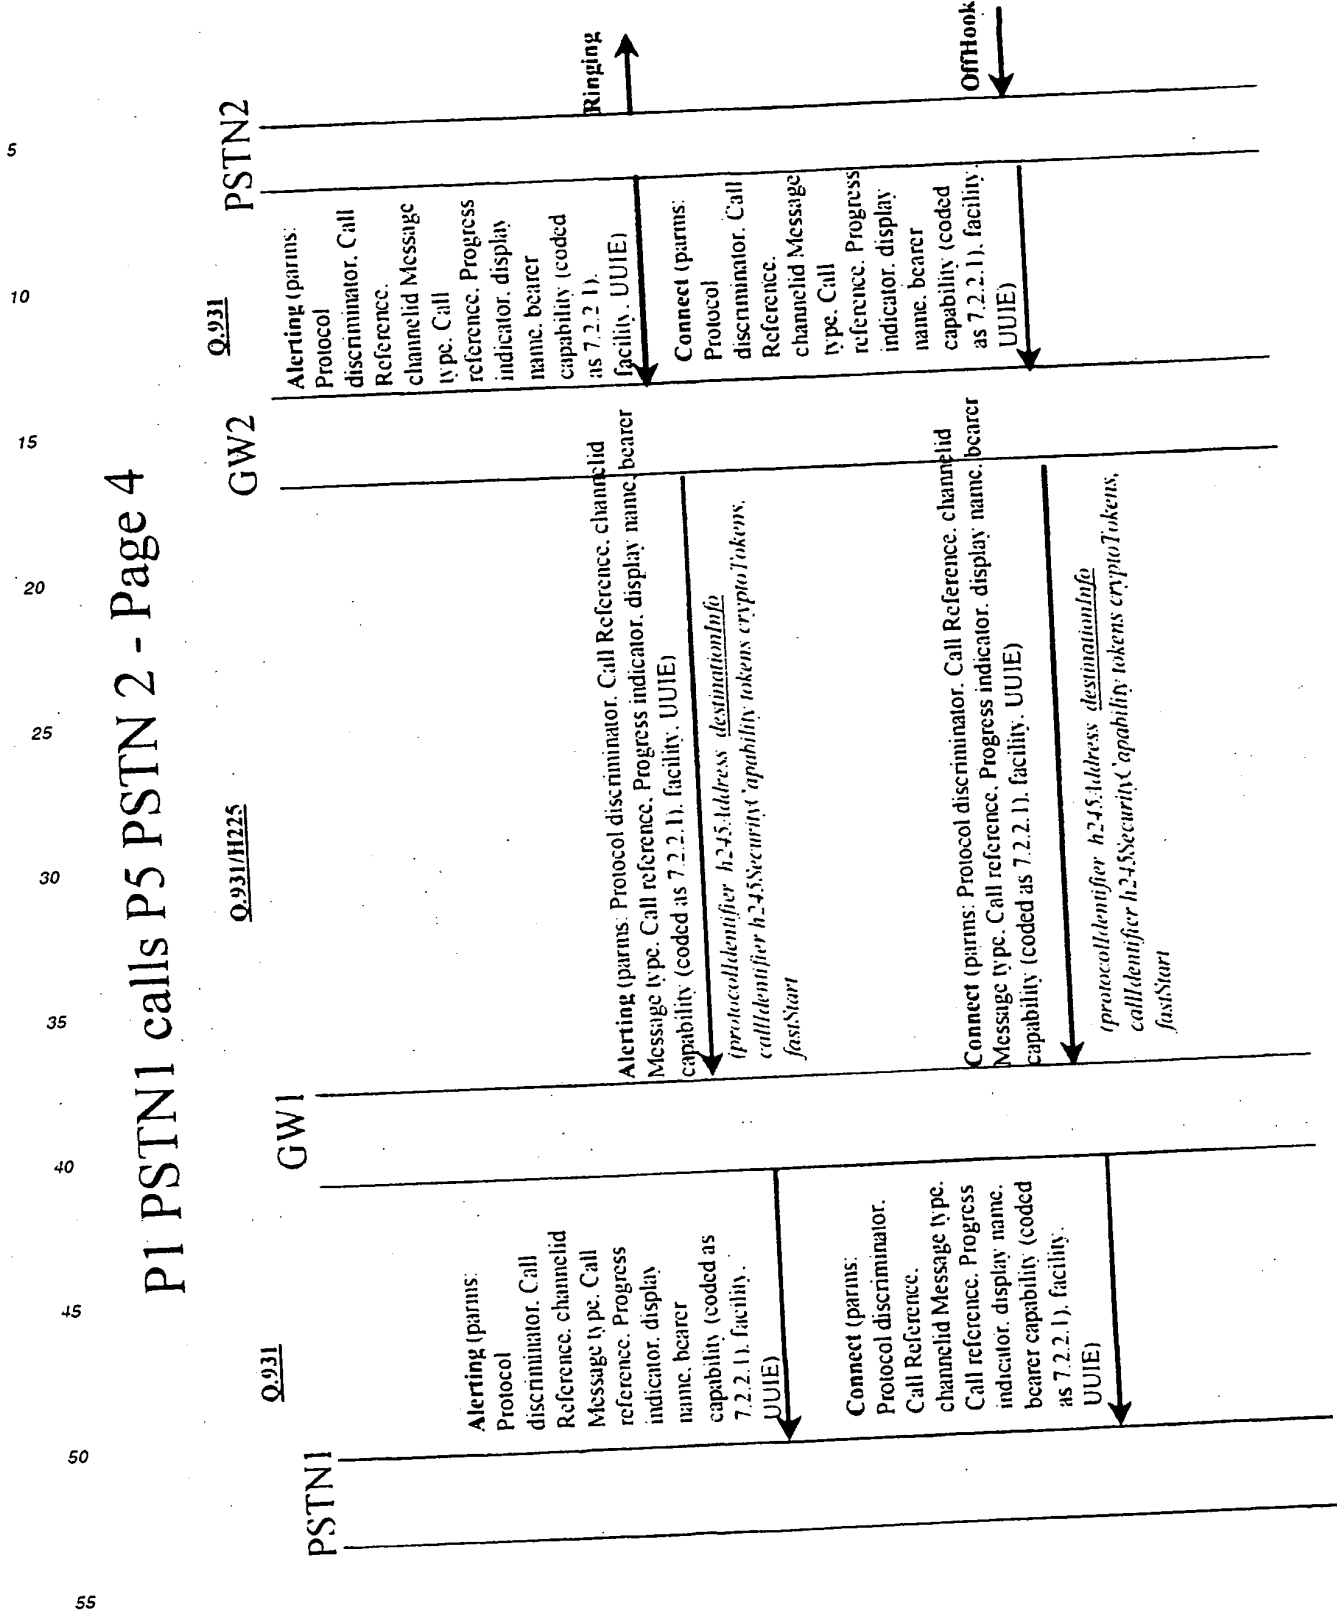 P1 PSTN1 calls P5 PSTN 2 - Page 4
PSTN1
Q.931
GW1
Q.931/H225
GW2
Q.931
PSTN2
Ringing
Alerting (parms:
Protocol
discriminator. Call
Reference.
channelid Message
type. Call
reference. Progress
indicator. display
name. bearer
capability (coded
as 7.2.2.1).
facility. UUIE)
Alerting (parms: Protocol discriminator. Call Reference. channelid
Message type. Call reference. Progress indicator. display name. bearer
capability (coded as 7.2.2.1). facility. UUIE)
(protocolIdentifier h245Address destinationInfo
callIdentifier h245SecurityCapability tokens cryptoTokens.
fastStart
Alerting (parms:
Protocol
discriminator. Call
Reference. channelid
Message type. Call
reference. Progress
indicator. display
name. bearer
capability (coded as
7.2.2.1). facility.
UUIE)
OffHook
Connect (parms:
Protocol
discriminator. Call
Reference.
channelid Message
type. Call
reference. Progress
indicator. display
name. bearer
capability (coded
as 7.2.2.1). facility.
UUIE)
Connect (parms: Protocol discriminator. Call Reference. channelid
Message type. Call reference. Progress indicator. display name. bearer
capability (coded as 7.2.2.1). facility. UUIE)
(protocolIdentifier h245Address destinationInfo
callIdentifier h245SecurityCapability tokens cryptoTokens.
fastStart
Connect (parms:
Protocol discriminator.
Call Reference.
channelid Message type.
Call reference. Progress
indicator. display name.
bearer capability (coded
as 7.2.2.1). facility.
UUIE)
5
10
15
20
25
30
35
40
45
50
55